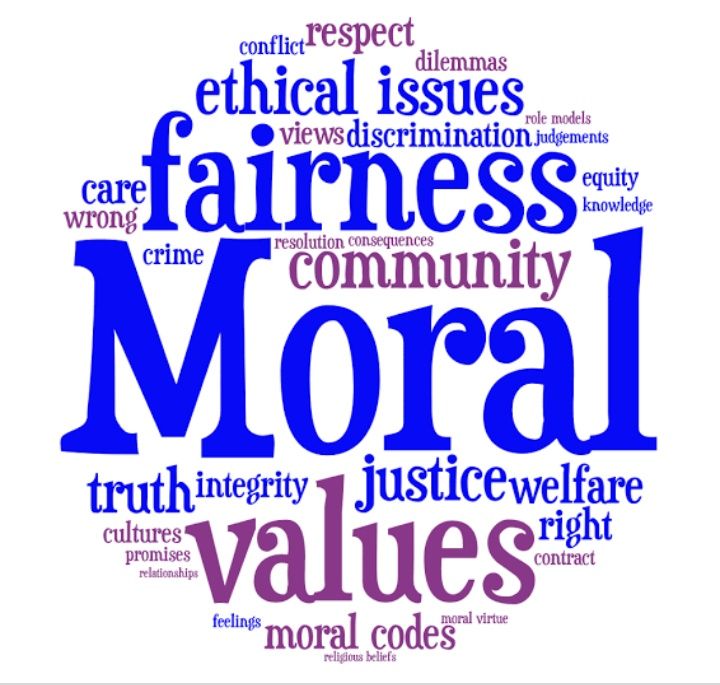 conflict respect
dilemmas
ethical issues
role models
views discrimination judgements
fairness
care equity
wrong knowledge
crime resolution consequences
community
Moral
truth integrity justice welfare
cultures values right
promises contract
relationships
feelings moral codes moral virtue
religious beliefs